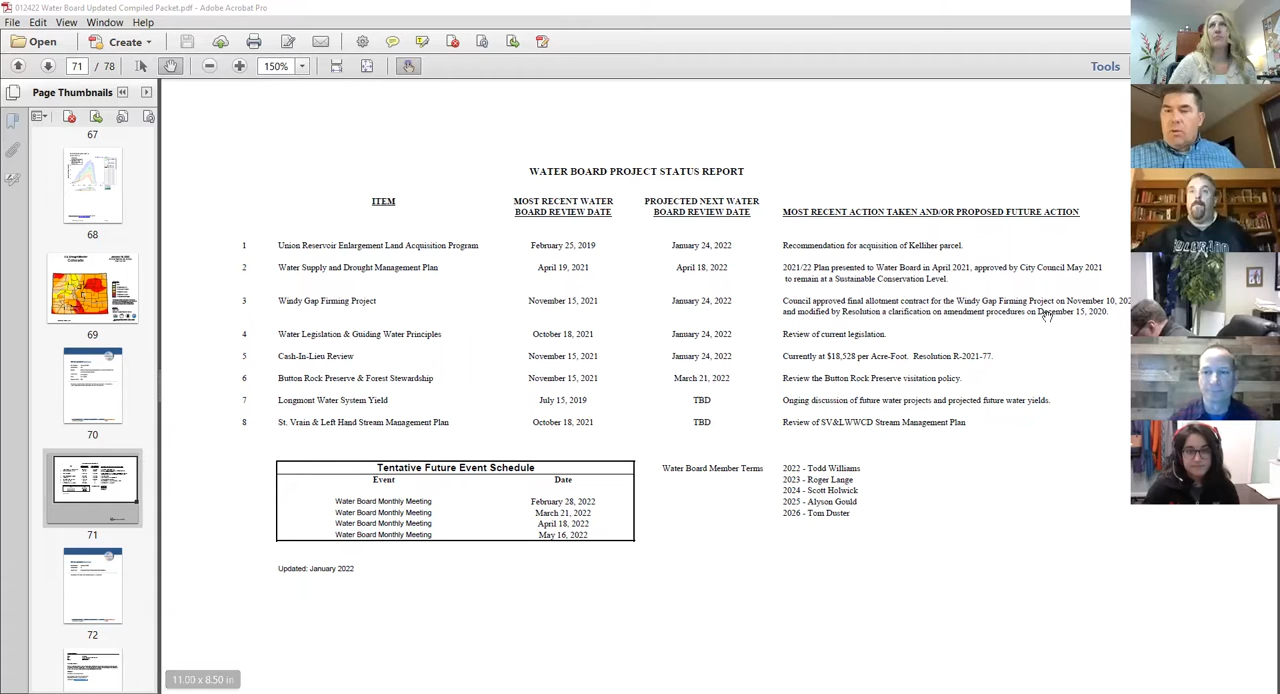 012422 Water Board Updated Compiled Packet.pdf - Adobe Acrobat Pro
File Edit View Window Help
Open Create
71 / 78 150% Tools
Page Thumbnails
67
68
69
70
71
72
WATER BOARD PROJECT STATUS REPORT
ITEM MOST RECENT WATER BOARD REVIEW DATE PROJECTED NEXT WATER BOARD REVIEW DATE MOST RECENT ACTION TAKEN AND/OR PROPOSED FUTURE ACTION
1 Union Reservoir Enlargement Land Acquisition Program February 25, 2019 January 24, 2022 Recommendation for acquisition of Kelliher parcel.
2 Water Supply and Drought Management Plan April 19, 2021 April 18, 2022 2021/22 Plan presented to Water Board in April 2021, approved by City Council May 2021
to remain at a Sustainable Conservation Level.
3 Windy Gap Firming Project November 15, 2021 January 24, 2022 Council approved final allotment contract for the Windy Gap Firming Project on November 10, 202
and modified by Resolution a clarification on amendment procedures on December 15, 2020.
4 Water Legislation & Guiding Water Principles October 18, 2021 January 24, 2022 Review of current legislation.
5 Cash-In-Lieu Review November 15, 2021 January 24, 2022 Currently at $18,528 per Acre-Foot. Resolution R-2021-77.
6 Button Rock Preserve & Forest Stewardship November 15, 2021 March 21, 2022 Review the Button Rock Preserve visitation policy.
7 Longmont Water System Yield July 15, 2019 TBD Onging discussion of future water projects and projected future water yields.
8 St. Vrain & Left Hand Stream Management Plan October 18, 2021 TBD Review of SV&LWWCD Stream Management Plan
Tentative Future Event Schedule
Event Date
Water Board Monthly Meeting February 28, 2022
Water Board Monthly Meeting March 21, 2022
Water Board Monthly Meeting April 18, 2022
Water Board Monthly Meeting May 16, 2022
Water Board Member Terms 2022 - Todd Williams
2023 - Roger Lange
2024 - Scott Holwick
2025 - Alyson Gould
2026 - Tom Duster
Updated: January 2022
11.00 x 8.50 in